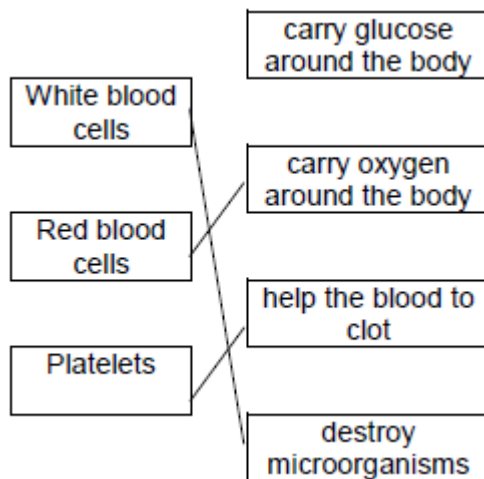 White blood
cells
Red blood
cells
Platelets
carry glucose
around the body
carry oxygen
around the body
help the blood to
clot
destroy
microorganisms